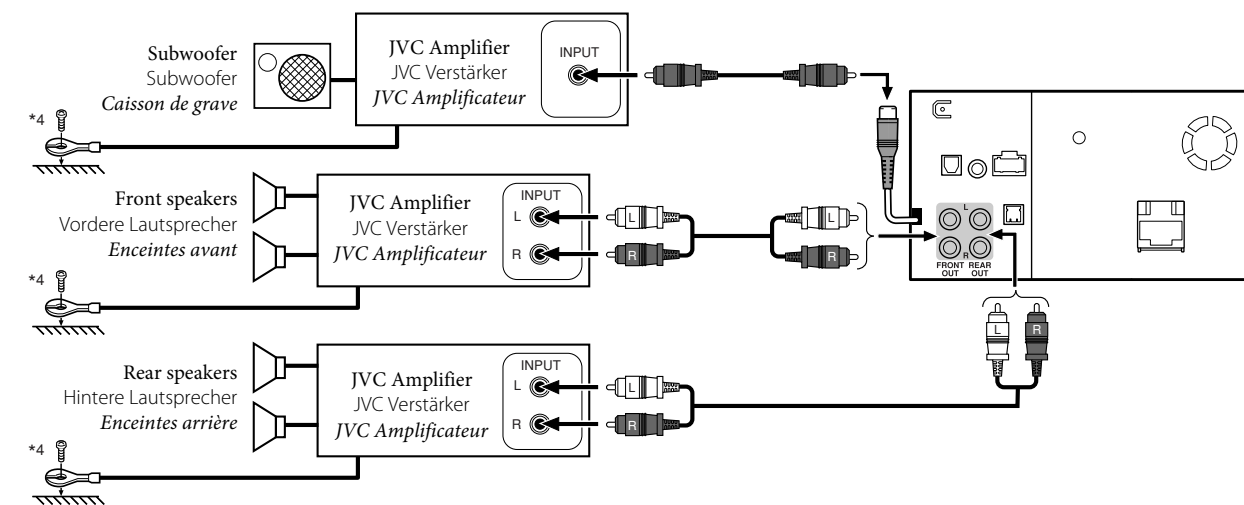 Subwoofer
Subwoofer
Caisson de grave
JVC Amplifier
JVC Verstärker
JVC Amplificateur
INPUT
*4
Front speakers
Vordere Lautsprecher
Enceintes avant
JVC Amplifier
JVC Verstärker
JVC Amplificateur
INPUT
L
R
L
R
L
R
L
R
FRONT OUT
REAR OUT
*4
L
R
Rear speakers
Hintere Lautsprecher
Enceintes arrière
JVC Amplifier
JVC Verstärker
JVC Amplificateur
INPUT
L
R
L
R
*4